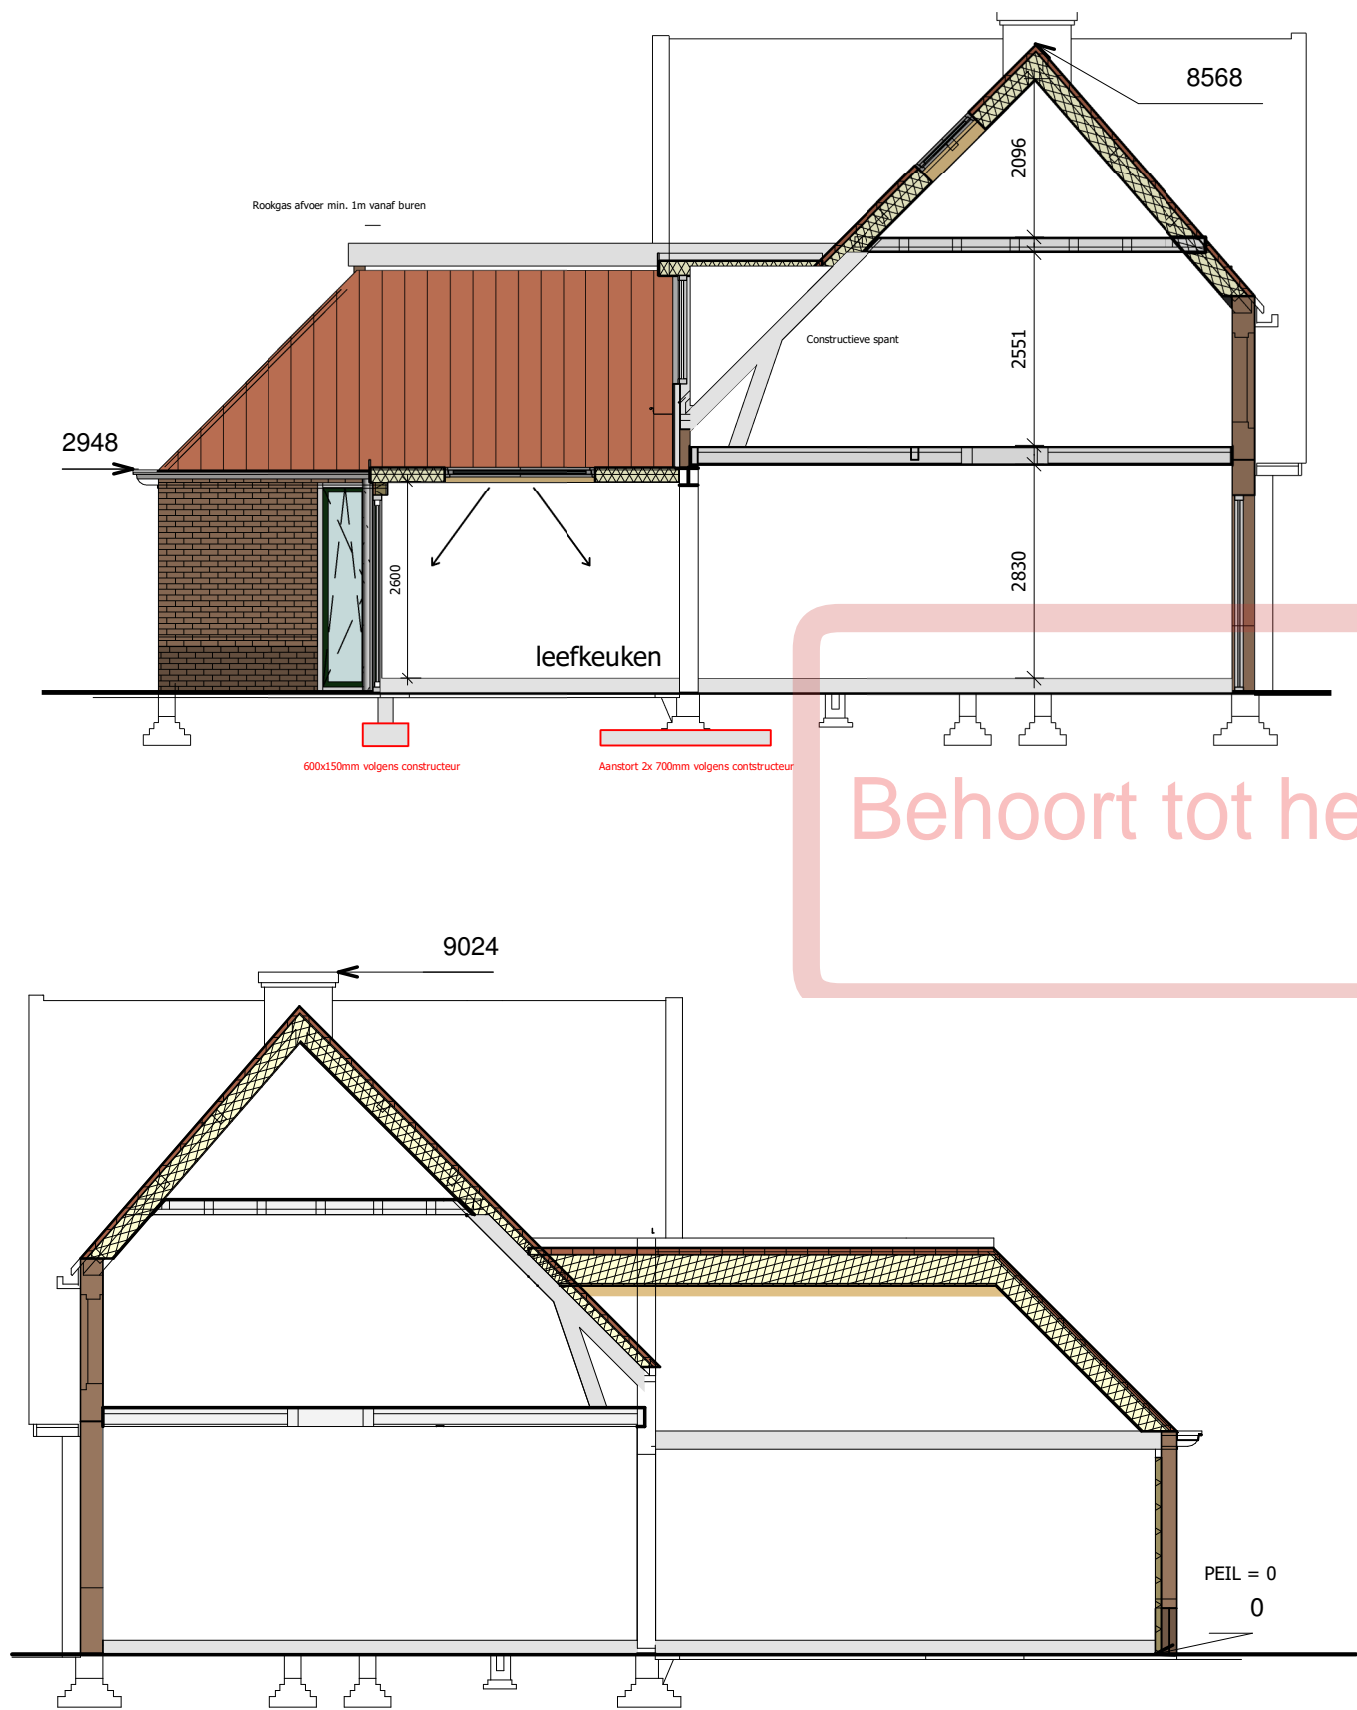 8568
2096
Rookgas afvoer min. 1m vanaf buren
Constructieve spant
2551
2948
2600
2830
leefkeuken
600x150mm volgens constructeur
Aanstort 2x 700mm volgens contstructeur
Behoort tot he
9024
PEIL = 0
0